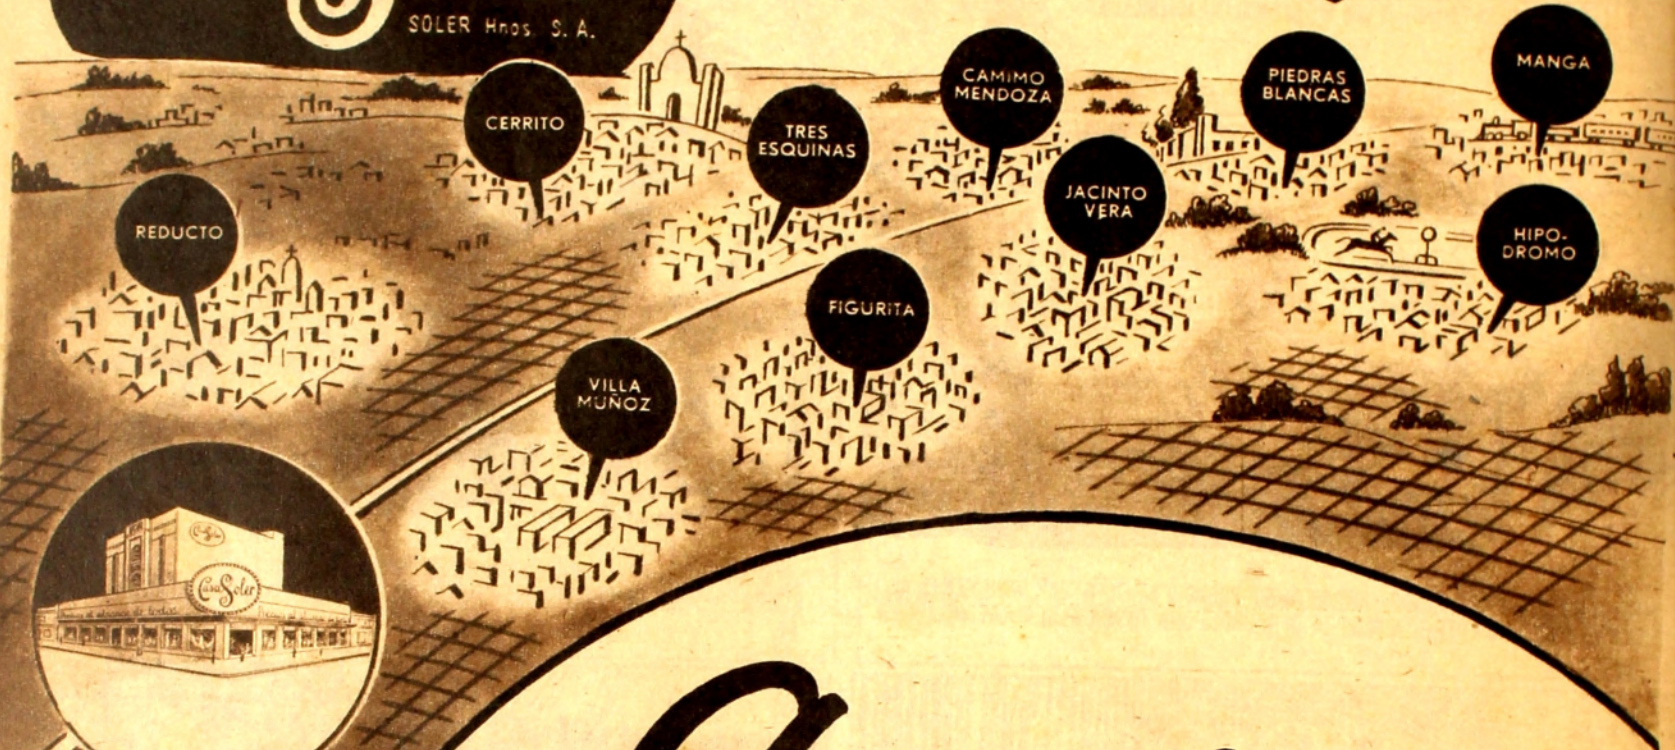 SOLER Hnos. S. A.
MANGA
CAMIMO
MENDOZA
PIEDRAS
BLANCAS
CERRITO
TRES
ESQUINAS
JACINTO
VERA
REDUCTO
HIPO-
DROMO
FIGURITA
VILLA
MUÑOZ
Casa Soler